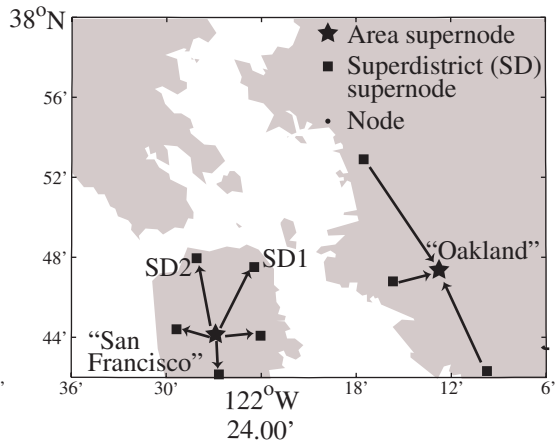 38°N
Area supernode
Superdistrict (SD)
supernode
Node
56'
52'
48'
44'
"Oakland"
SD2
SD1
"San
Francisco"
'
36'
30'
122°W
24.00'
18'
12'
6'